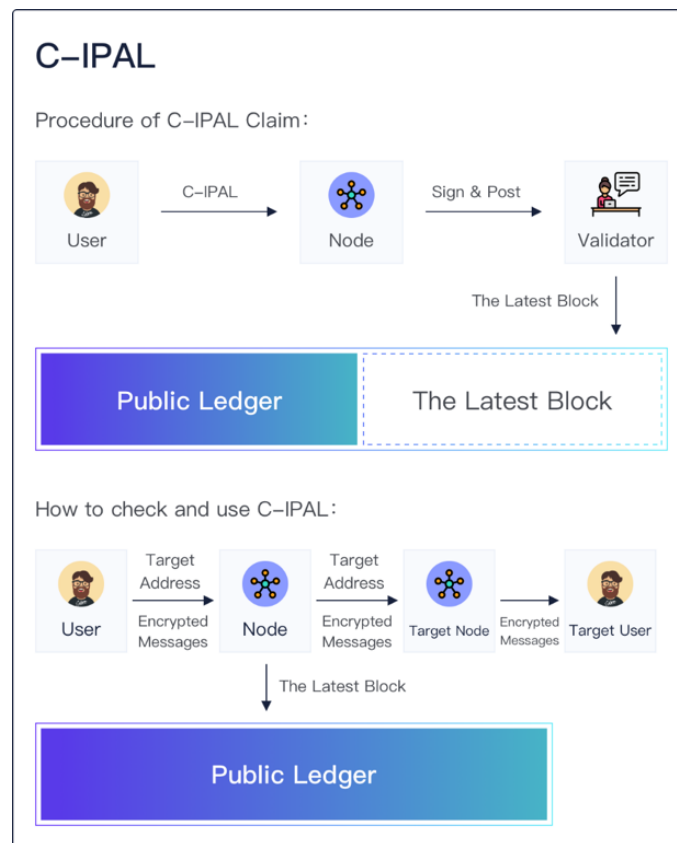 C-IPAL
Procedure of C-IPAL Claim:
C-IPAL
Sign & Post
User
Node
Validator
The Latest Block
Public Ledger
The Latest Block
How to check and use C-IPAL:
Target
Address
Target
Address
Encrypted
Messages
Encrypted
Messages
Encrypted
Messages
User
Node
Target Node
Target User
The Latest Block
Public Ledger